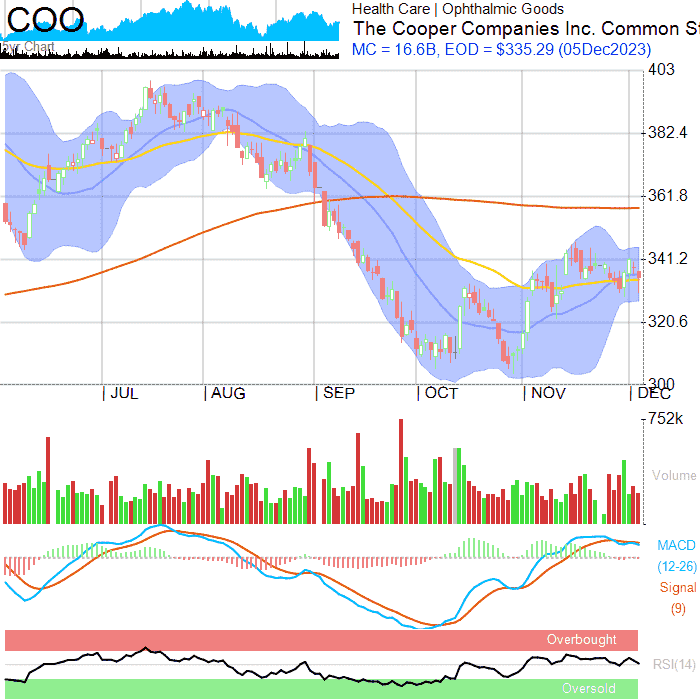 COO
5yr Chart
Health Care | Ophthalmic Goods
The Cooper Companies Inc. Common St
MC = 16.6B, EOD = $335.29 (05Dec2023)
403
382.4
361.8
341.2
320.6
300
| JUL | AUG | SEP | OCT | NOV | DEC
752k
Volume
MACD
(12-26)
Signal
(9)
Overbought
RSI(14)
Oversold